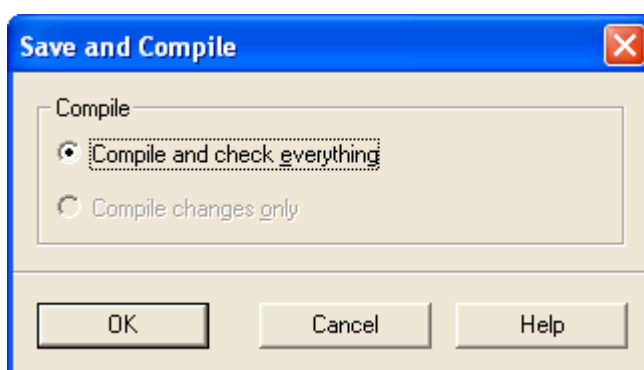 Save and Compile
Compile
Compile and check everything
Compile changes only
OK Cancel Help